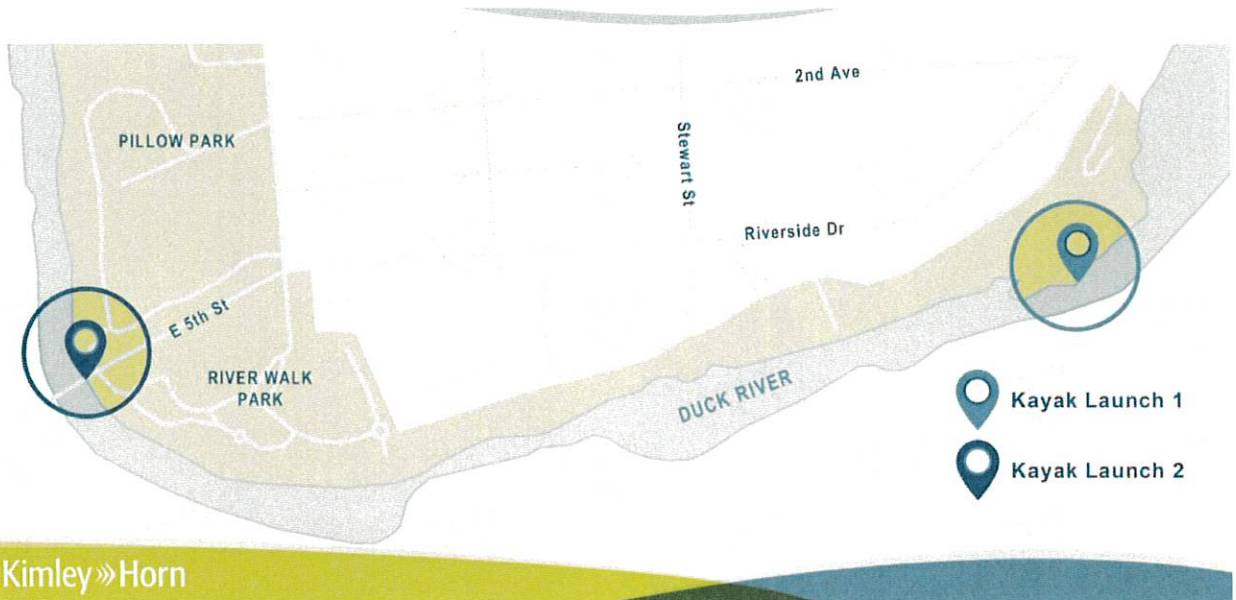 2nd Ave
PILLOW PARK
Stewart St
Riverside Dr
E 5th St
RIVER WALK
PARK
DUCK RIVER
Kayak Launch 1
Kayak Launch 2
Kimley»Horn